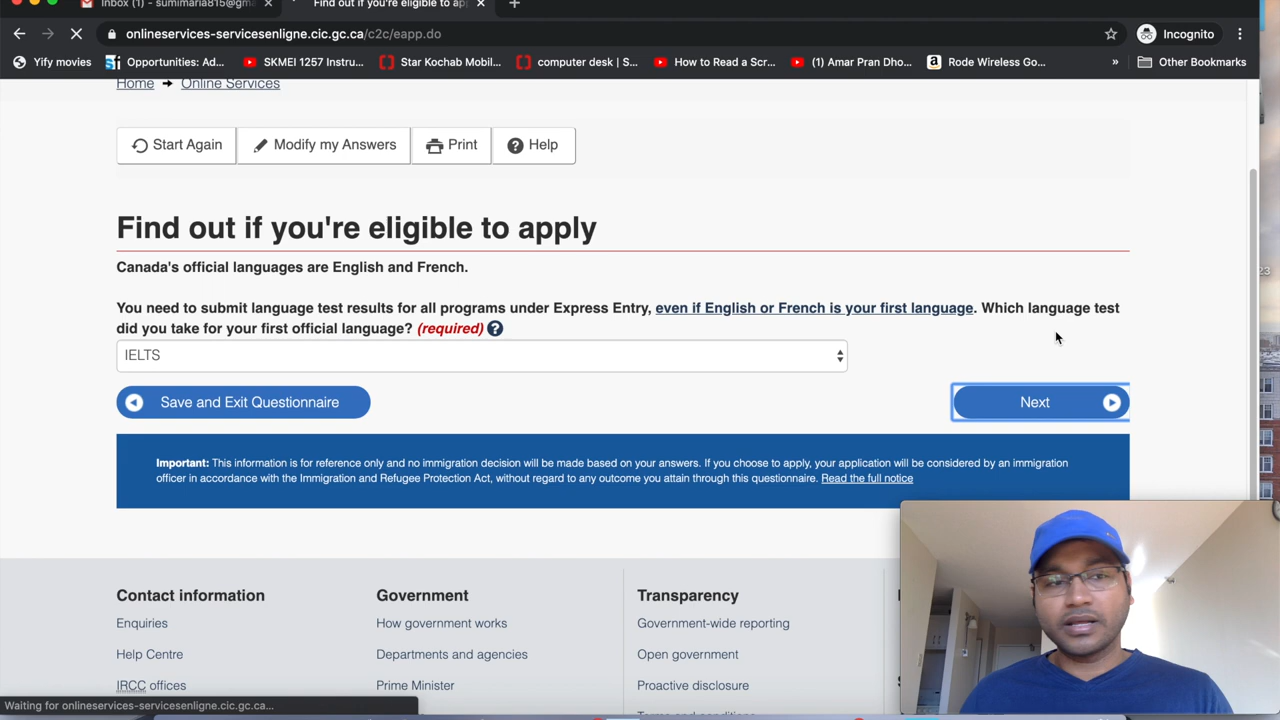 Inbox (1) - sumimaria815@gma
Find out if you're eligible to ap
onlineservices-servicesenligne.cic.gc.ca/c2c/eapp.do
Incognito
Yify movies
Opportunities: Ad...
SKMEI 1257 Instru...
Star Kochab Mobil...
computer desk | S...
How to Read a Scr...
(1) Amar Pran Dho...
Rode Wireless Go...
»
Other Bookmarks
Home Online Services
Start Again Modify my Answers Print Help
Find out if you're eligible to apply
Canada's official languages are English and French.
You need to submit language test results for all programs under Express Entry, even if English or French is your first language. Which language test
did you take for your first official language? (required)
IELTS
Save and Exit Questionnaire Next
Important: This information is for reference only and no immigration decision will be made based on your answers. If you choose to apply, your application will be considered by an immigration
officer in accordance with the Immigration and Refugee Protection Act, without regard to any outcome you attain through this questionnaire. Read the full notice
Contact information
Enquiries
Help Centre
IRCC offices
Government
How government works
Departments and agencies
Prime Minister
Transparency
Government-wide reporting
Open government
Proactive disclosure
Terms and conditions
Waiting for onlineservices-servicesenligne.cic.gc.ca...
23